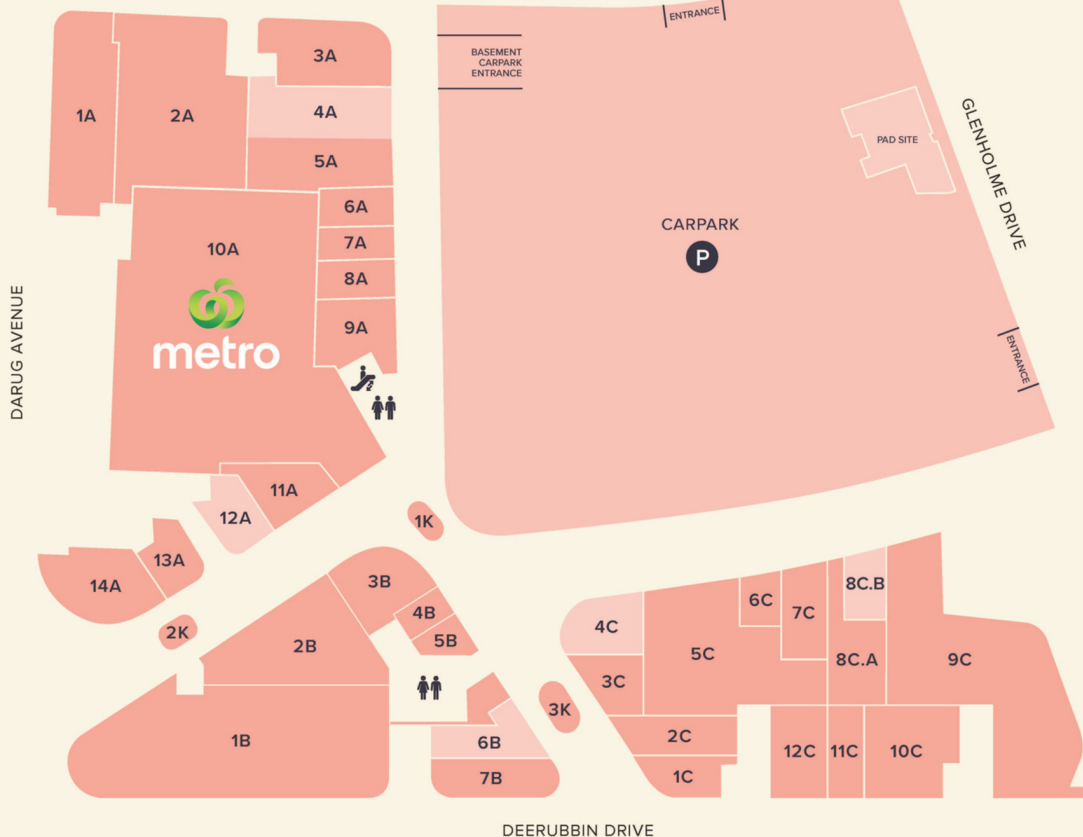 ENTRANCE
BASEMENT
CARPARK
ENTRANCE
3A
1A
2A
4A
5A
PAD SITE
GLENHOLME DRIVE
6A
7A
8A
9A
10A
metro
CARPARK
P
DARUG AVENUE
ENTRANCE
11A
12A
13A
14A
1K
2K
3B
4B
5B
2B
1B
6B
7B
3K
4C
3C
2C
1C
5C
6C
7C
8C.B
8C.A
9C
12C
11C
10C
DEERUBBIN DRIVE